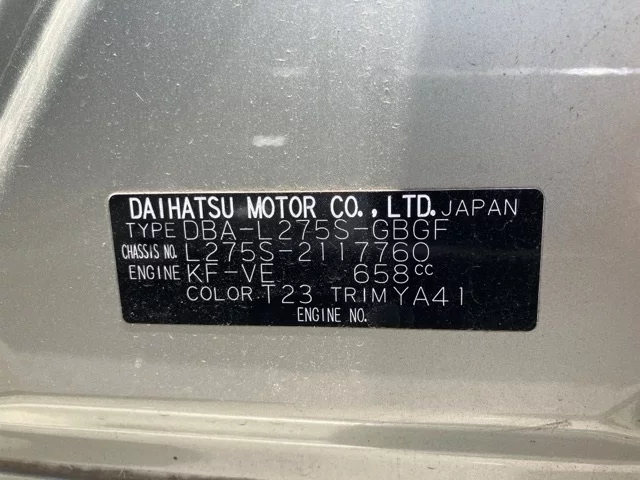 DAIHATSU MOTOR CO., LTD. JAPAN
TYPE DBA-L275S-GBGF
CHASSIS NO. L275S-2117760
ENGINE KF-VE 658CC
COLOR T23 TRIM YA41
ENGINE NO.